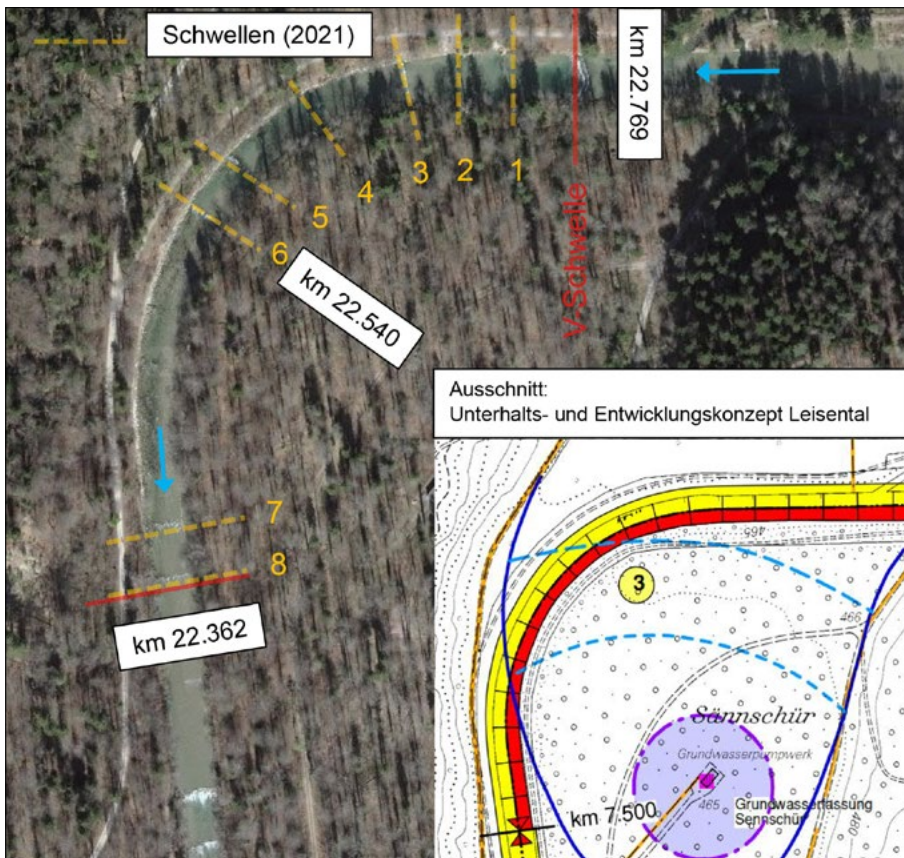 Schwellen (2021)
km 22.769
V-Schwelle
1
2
3
4
5
6
km 22.540
7
8
km 22.362
Ausschnitt:
Unterhalts- und Entwicklungskonzept Leisental
465
3
466
Sännschür
Grundwasserpumpwerk
465
Grundwasserfassung
Sennschür
km 7.500
480